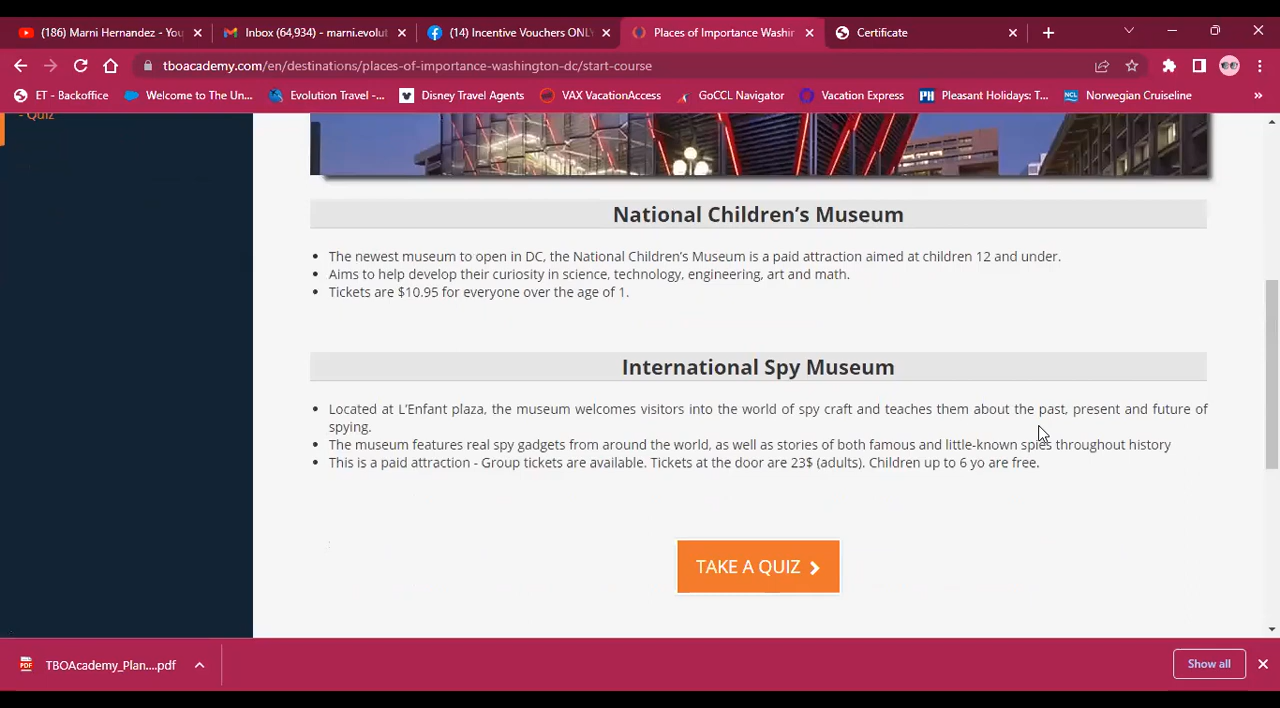 (186) Marni Hernandez - You
Inbox (64,934) - marni.evolut
(14) Incentive Vouchers ONLY
Places of Importance Washin
Certificate
tboacademy.com/en/destinations/places-of-importance-washington-dc/start-course
ET - Backoffice
Welcome to The Un...
Evolution Travel -...
Disney Travel Agents
VAX VacationAccess
GoCCL Navigator
Vacation Express
PH Pleasant Holidays: T...
NCL Norwegian Cruiseline
»
- Quiz
National Children’s Museum
• The newest museum to open in DC, the National Children’s Museum is a paid attraction aimed at children 12 and under.
• Aims to help develop their curiosity in science, technology, engineering, art and math.
• Tickets are $10.95 for everyone over the age of 1.
International Spy Museum
• Located at L’Enfant plaza, the museum welcomes visitors into the world of spy craft and teaches them about the past, present and future of
spying.
• The museum features real spy gadgets from around the world, as well as stories of both famous and little-known spies throughout history
• This is a paid attraction - Group tickets are available. Tickets at the door are 23$ (adults). Children up to 6 yo are free.
TAKE A QUIZ
PDF TBOAcademy_Plan....pdf
Show all